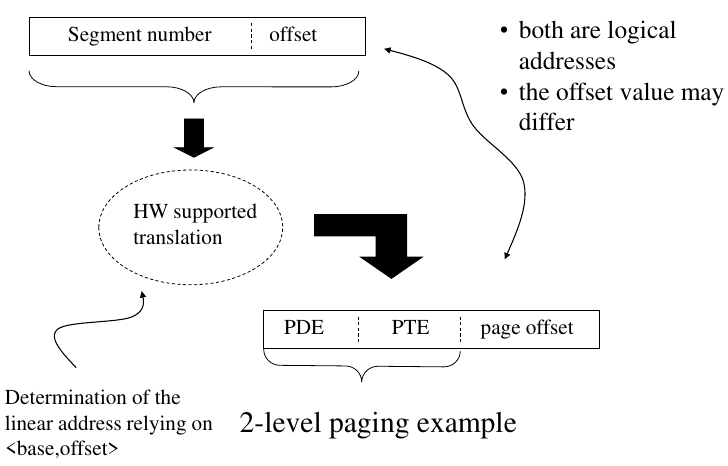 Segment number offset
• both are logical
addresses
• the offset value may
differ
HW supported
translation
PDE PTE page offset
Determination of the
linear address relying on
<base,offset>
2-level paging example